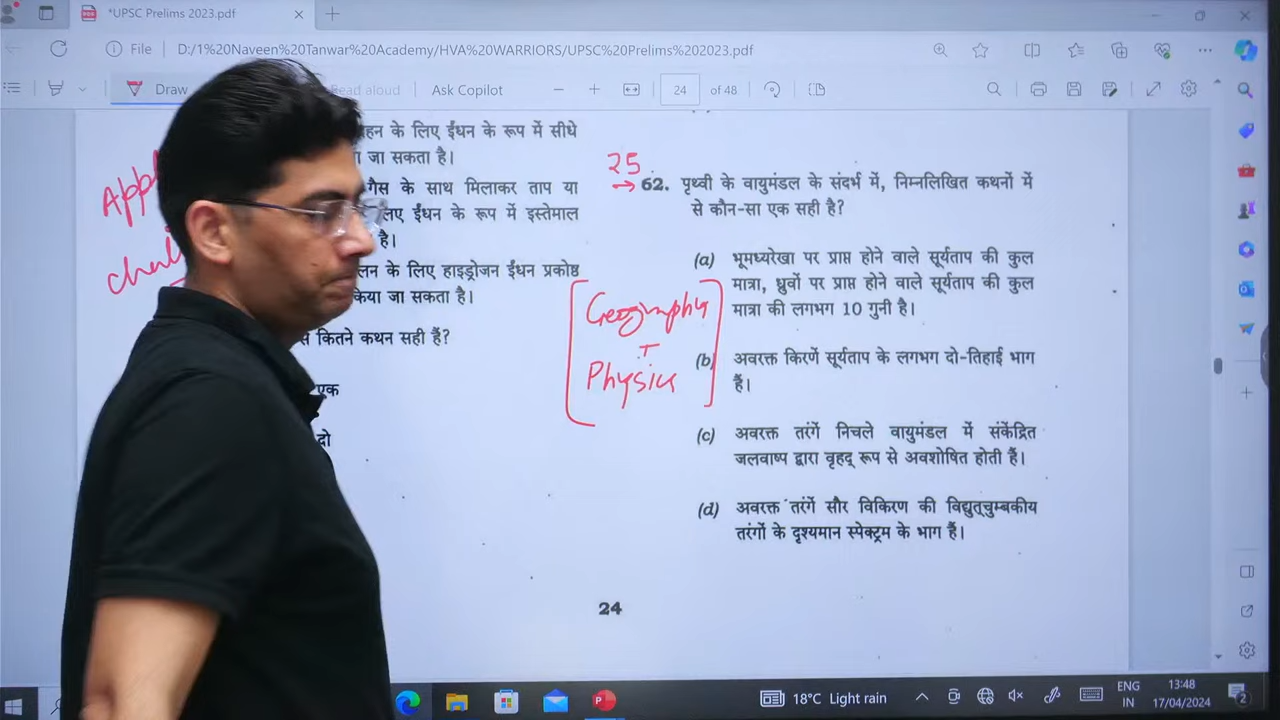 *UPSC Prelims 2023.pdf
File
D:/1%20Naveen%20Tanwar%20Academy/HVA%20WARRIORS/UPSC%20Prelims%202023.pdf
Draw
Read aloud
Ask Copilot
24
of 48
के लिए ईंधन के रूप में सीधे
जा सकता है।
गैस के साथ मिलाकर ताप या
ईंधन के रूप में इस्तेमाल
है।
के लिए हाइड्रोजन ईंधन प्रकोष्ठ
किया जा सकता है।
कितने कथन सही हैं?
एक
दो
25
→ 62. पृथ्वी के वायुमंडल के संदर्भ में, निम्नलिखित कथनों में
से कौन-सा एक सही है?
(a) भूमध्यरेखा पर प्राप्त होने वाले सूर्यताप की कुल
मात्रा, ध्रुवों पर प्राप्त होने वाले सूर्यताप की कुल
मात्रा की लगभग 10 गुनी है।
Geography
+
Physics
(b) अवरक्त किरणें सूर्यताप के लगभग दो-तिहाई भाग
हैं।
(c) अवरक्त तरंगें निचले वायुमंडल में संकेंद्रित
जलवाष्प द्वारा वृहद् रूप से अवशोषित होती हैं।
(d) अवरक्त तरंगें सौर विकिरण की विद्युत्चुम्बकीय
तरंगों के दृश्यमान स्पेक्ट्रम के भाग हैं।
24
18°C Light rain
ENG
IN
13:48
17/04/2024
2